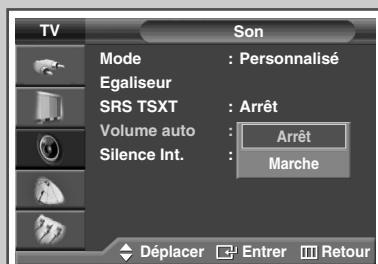 TV Son
Mode : Personnalisé
Egaliseur
SRS TSXT : Arrêt
Volume auto : Arrêt
Silence Int. : Marche
Déplacer Entrer Retour